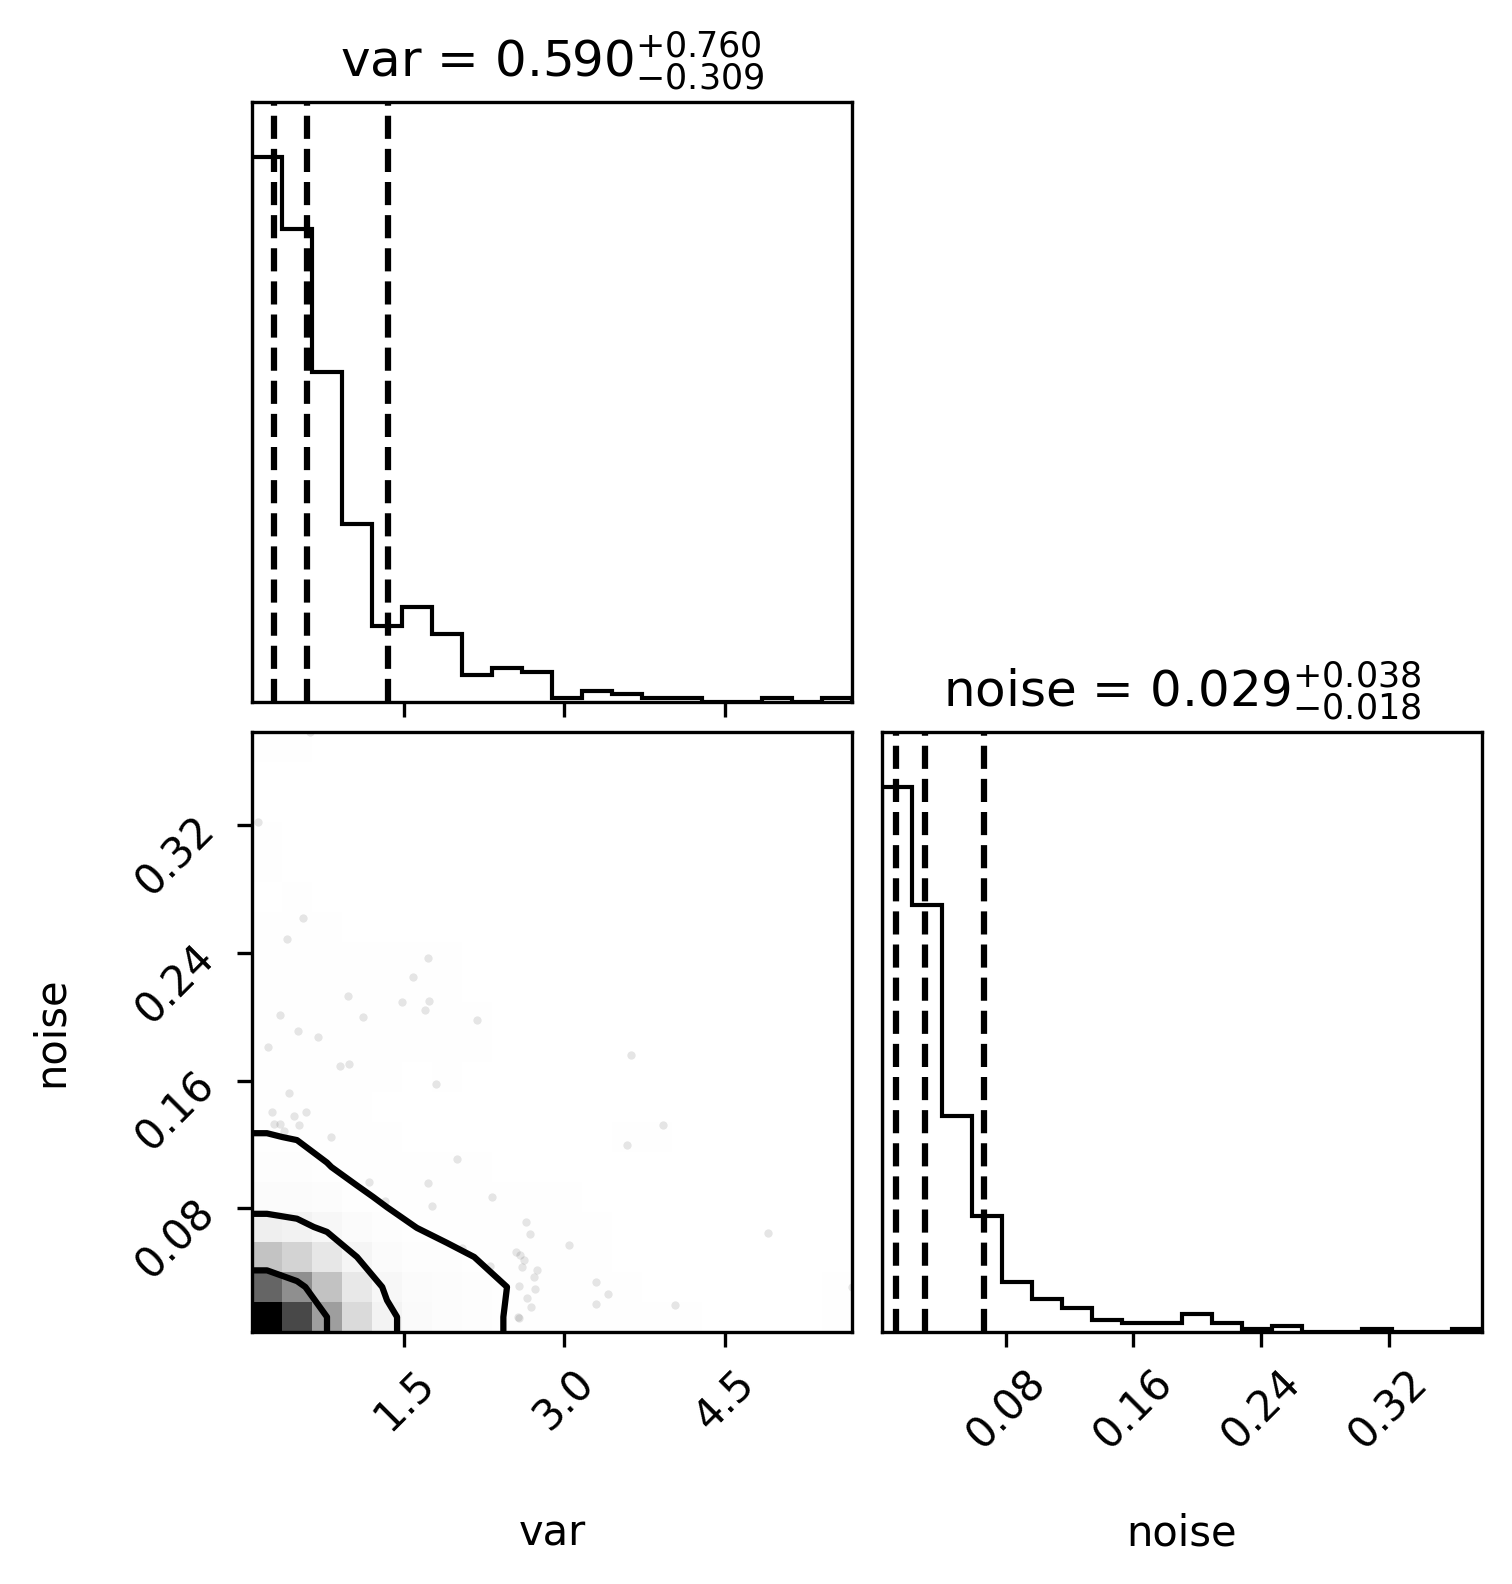 var = 0.590+0.760−0.309
noise = 0.029+0.038−0.018
noise
0.32
0.24
0.16
0.08
1.5 3.0 4.5
0.08 0.16 0.24 0.32
var
noise